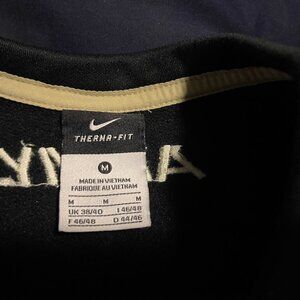 THERMA-FIT
M
MADE IN VIETNAM
FABRIQUÉ AU VIETNAM
M M M
UK 38/40 I 46/48
F 46/48 D 44/46